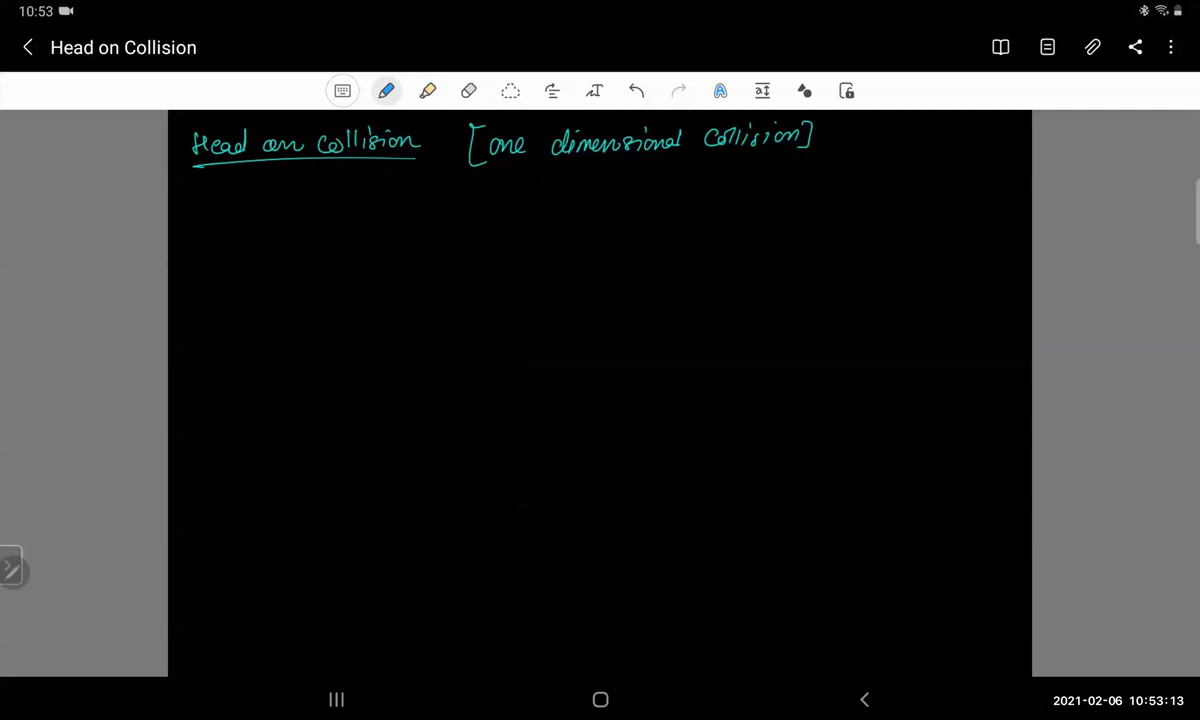 10:53
Head on Collision
Head on collision [one dimensional collision]
2021-02-06 10:53:13